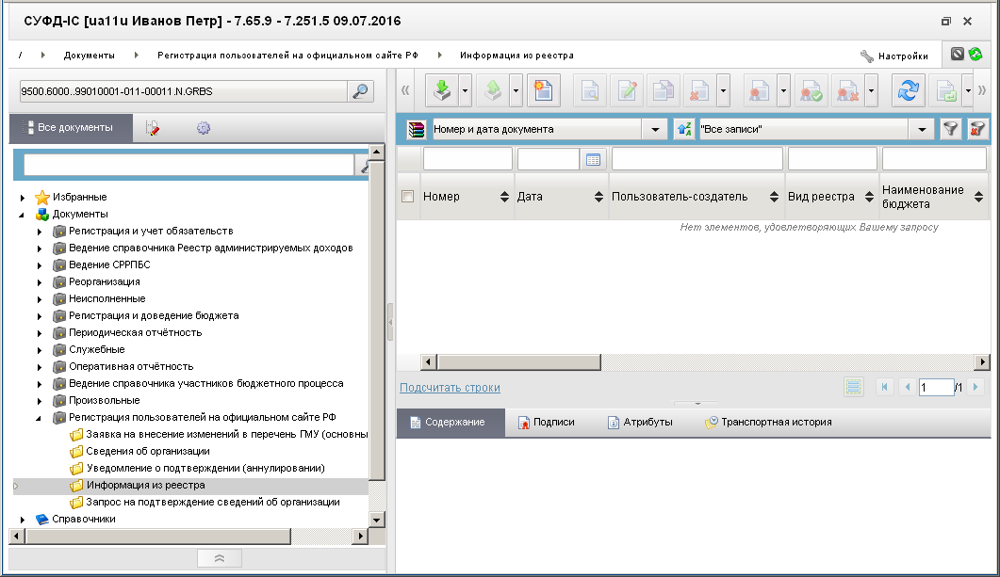 СУФД-IC [ua11u Иванов Петр] - 7.65.9 - 7.251.5 09.07.2016
/ Документы Регистрация пользователей на официальном сайте РФ Информация из реестра
Настройки
9500.6000..99010001-011-00011.N.GRBS
Все документы
Номер и дата документа
"Все записи"
Номер Дата Пользователь-создатель Вид реестра Наименование бюджета
Нет элементов, удовлетворяющих Вашему запросу
Избранные
Документы
Регистрация и учет обязательств
Ведение справочника Реестр администрируемых доходов
Ведение СРРПБС
Реорганизация
Неисполненные
Регистрация и доведение бюджета
Периодическая отчётность
Служебные
Оперативная отчётность
Ведение справочника участников бюджетного процесса
Произвольные
Регистрация пользователей на официальном сайте РФ
Заявка на внесение изменений в перечень ГМУ (основны
Сведения об организации
Уведомление о подтверждении (аннулировании)
Информация из реестра
Запрос на подтверждение сведений об организации
Справочники
Подсчитать строки
1 /1
Содержание Подписи Атрибуты Транспортная история